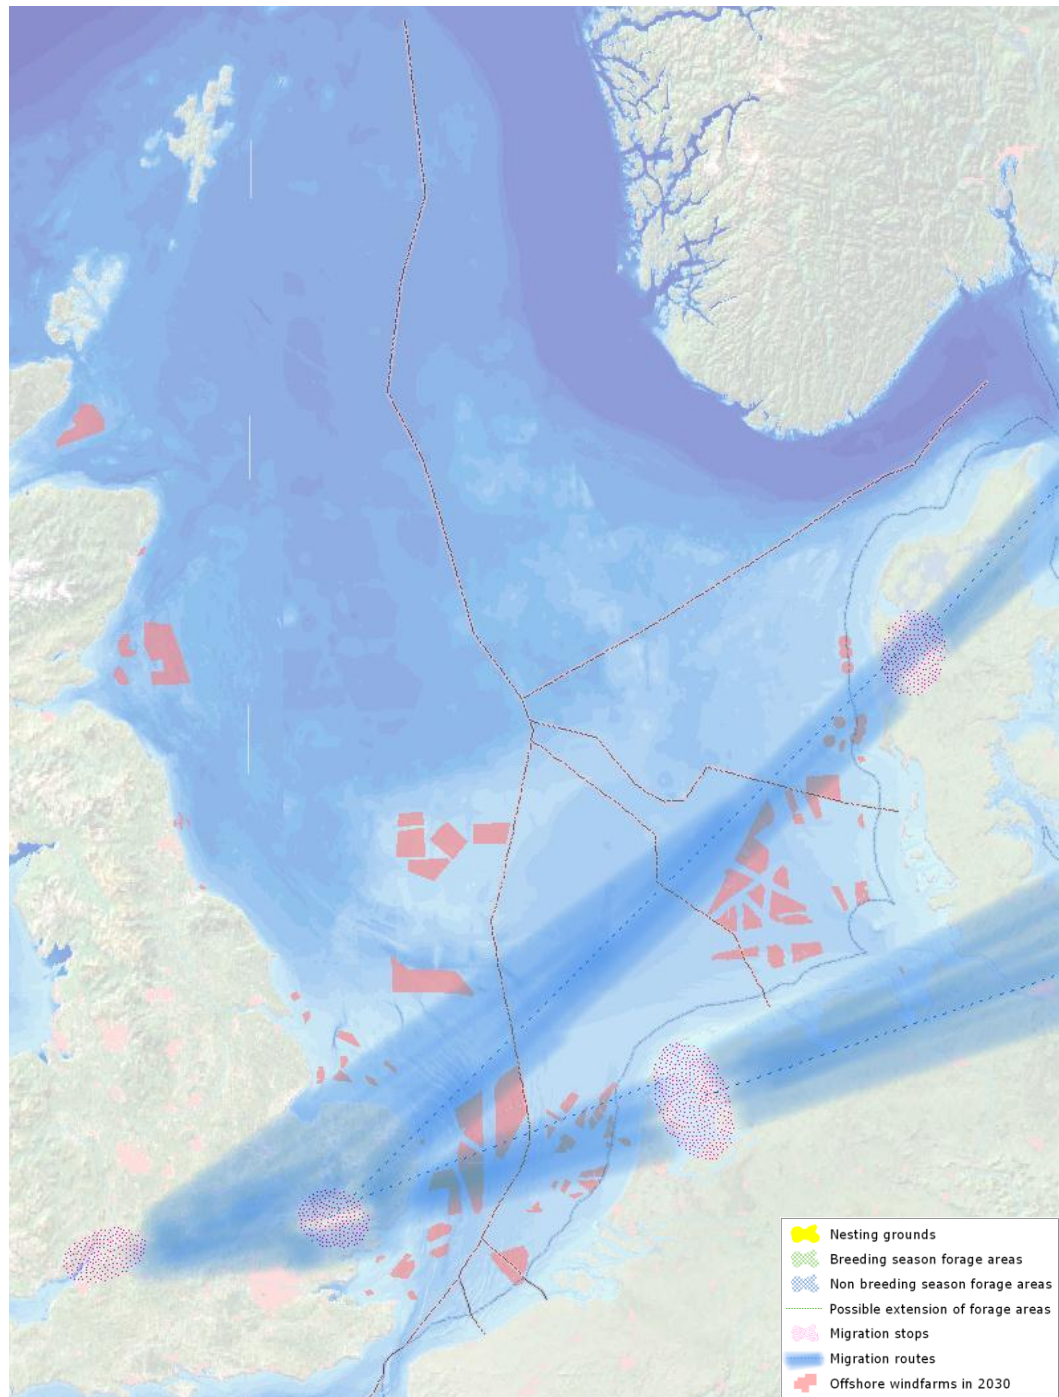 Nesting grounds
Breeding season forage areas
Non breeding season forage areas
Possible extension of forage areas
Migration stops
Migration routes
Offshore windfarms in 2030